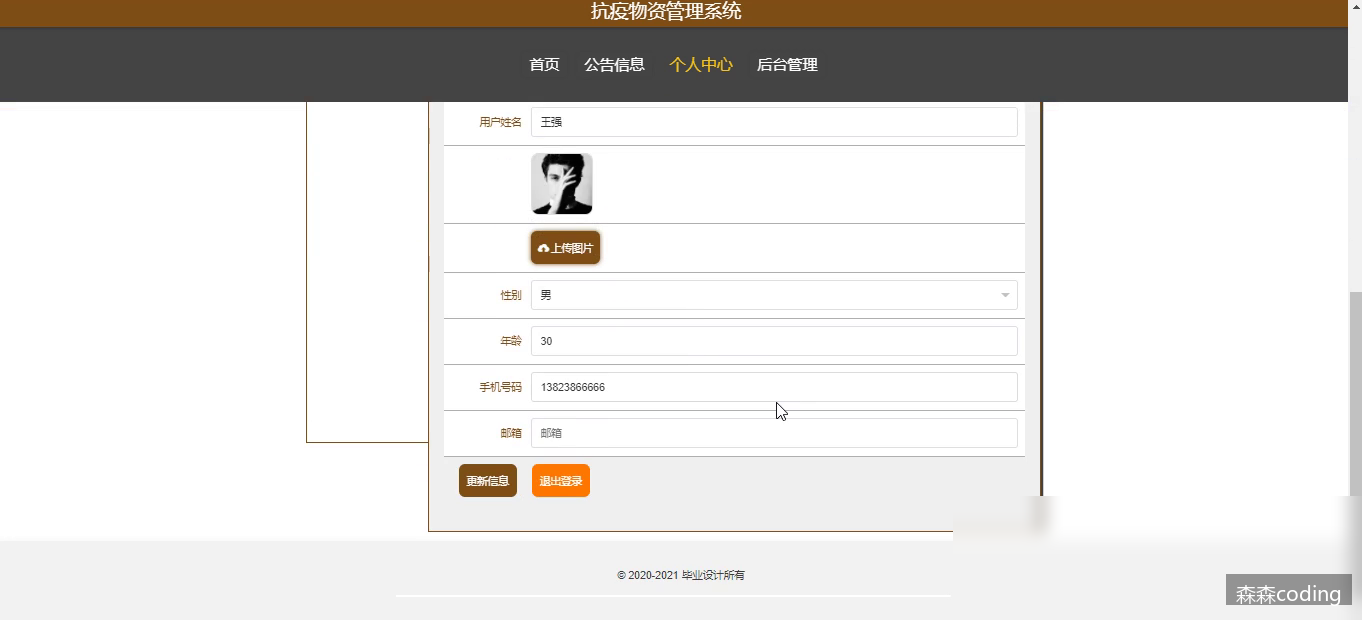 抗疫物资管理系统
首页 公告信息 个人中心 后台管理
用户姓名 王强
上传图片
性别 男
年龄 30
手机号码 13823866666
邮箱 邮箱
更新信息 退出登录
© 2020-2021 毕业设计所有
森森coding